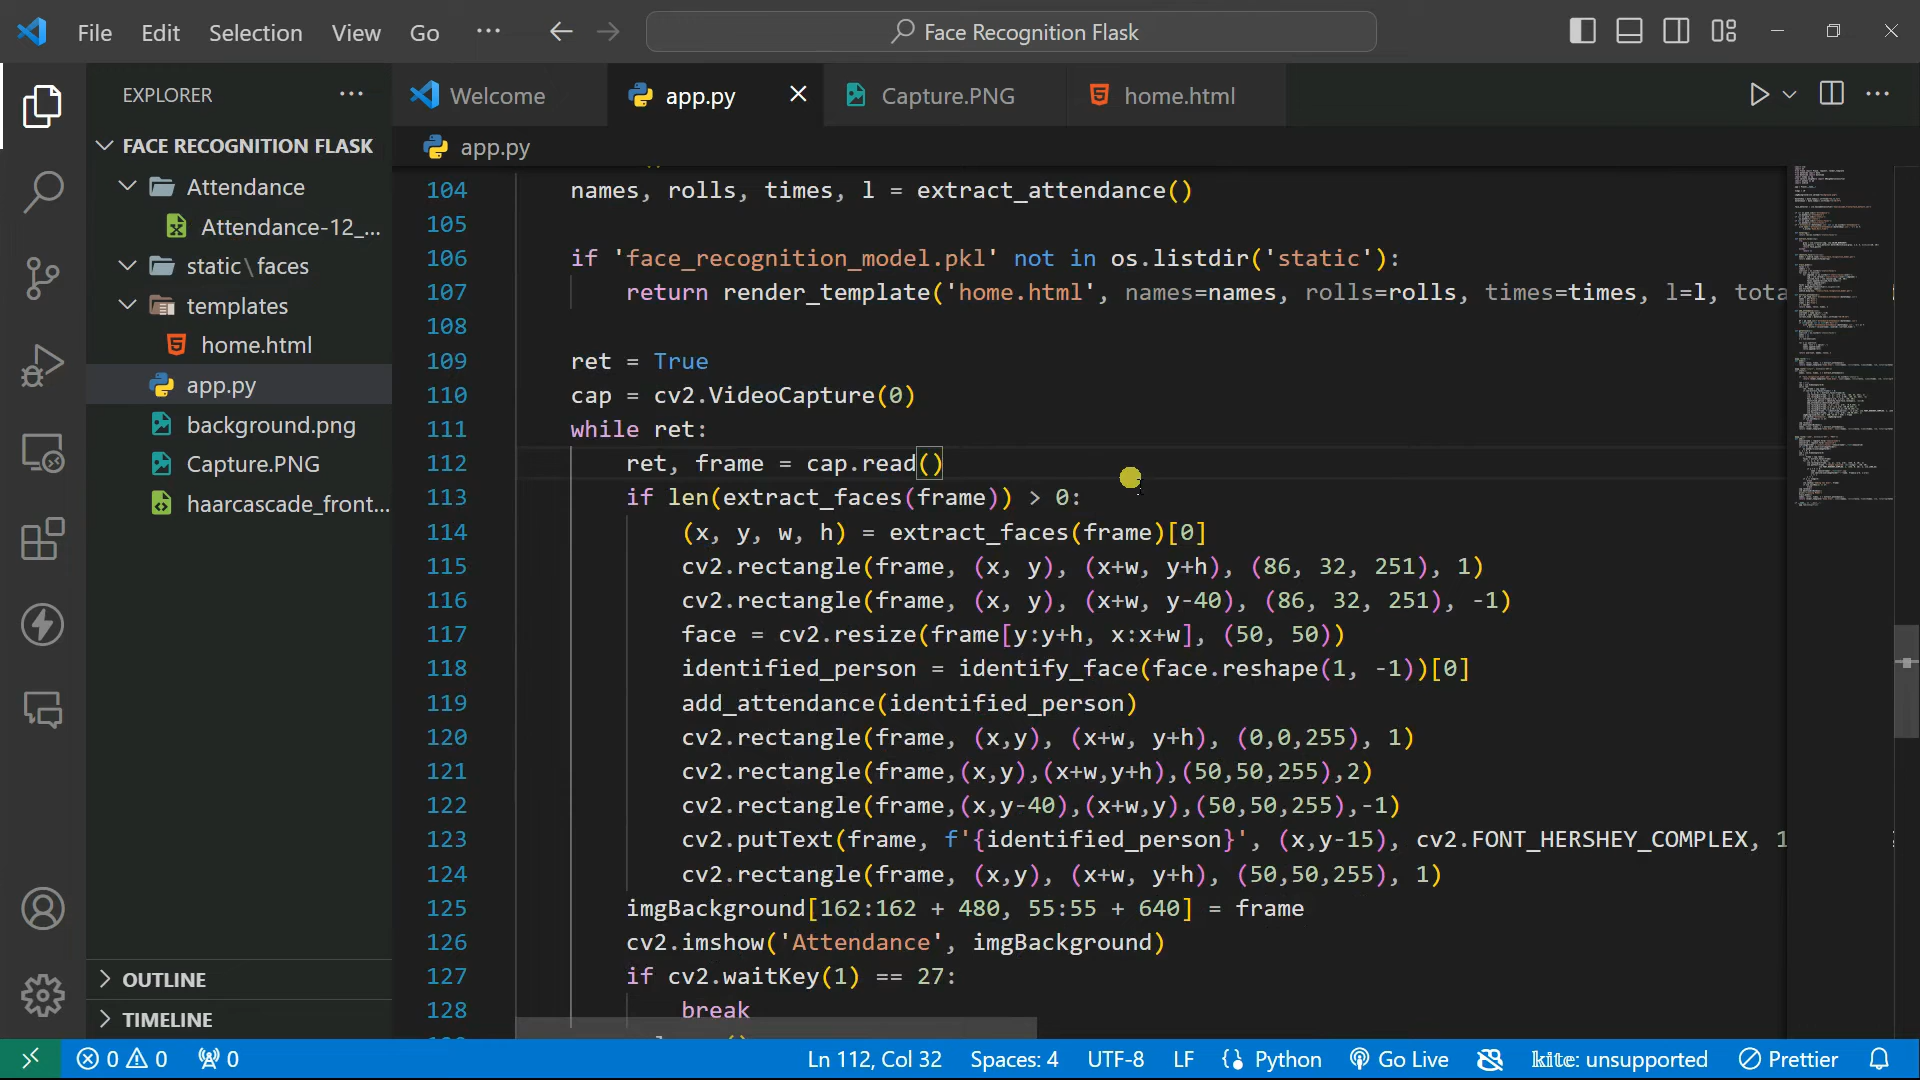 File Edit Selection View Go ··· Face Recognition Flask
EXPLORER ···
FACE RECOGNITION FLASK
Attendance
Attendance-12_...
static\faces
templates
home.html
app.py
background.png
Capture.PNG
haarcascade_front...
OUTLINE
TIMELINE
Welcome app.py Capture.PNG home.html
app.py
104 names, rolls, times, l = extract_attendance()
105
106 if 'face_recognition_model.pkl' not in os.listdir('static'):
107 return render_template('home.html', names=names, rolls=rolls, times=times, l=l, tota
108
109 ret = True
110 cap = cv2.VideoCapture(0)
111 while ret:
112 ret, frame = cap.read()
113 if len(extract_faces(frame)) > 0:
114 (x, y, w, h) = extract_faces(frame)[0]
115 cv2.rectangle(frame, (x, y), (x+w, y+h), (86, 32, 251), 1)
116 cv2.rectangle(frame, (x, y), (x+w, y-40), (86, 32, 251), -1)
117 face = cv2.resize(frame[y:y+h, x:x+w], (50, 50))
118 identified_person = identify_face(face.reshape(1, -1))[0]
119 add_attendance(identified_person)
120 cv2.rectangle(frame, (x,y), (x+w, y+h), (0,0,255), 1)
121 cv2.rectangle(frame,(x,y),(x+w,y+h),(50,50,255),2)
122 cv2.rectangle(frame,(x,y-40),(x+w,y),(50,50,255),-1)
123 cv2.putText(frame, f'{identified_person}', (x,y-15), cv2.FONT_HERSHEY_COMPLEX, 1
124 cv2.rectangle(frame, (x,y), (x+w, y+h), (50,50,255), 1)
125 imgBackground[162:162 + 480, 55:55 + 640] = frame
126 cv2.imshow('Attendance', imgBackground)
127 if cv2.waitKey(1) == 27:
128 break
0 0 0 Ln 112, Col 32 Spaces: 4 UTF-8 LF Python Go Live kite: unsupported Prettier